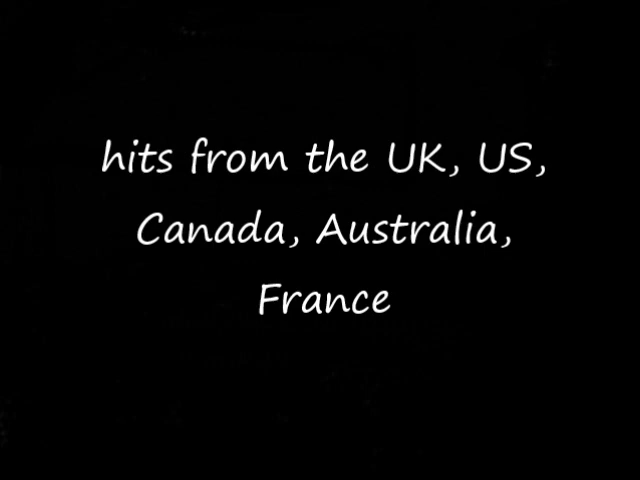 hits from the UK, US,
Canada, Australia,
France